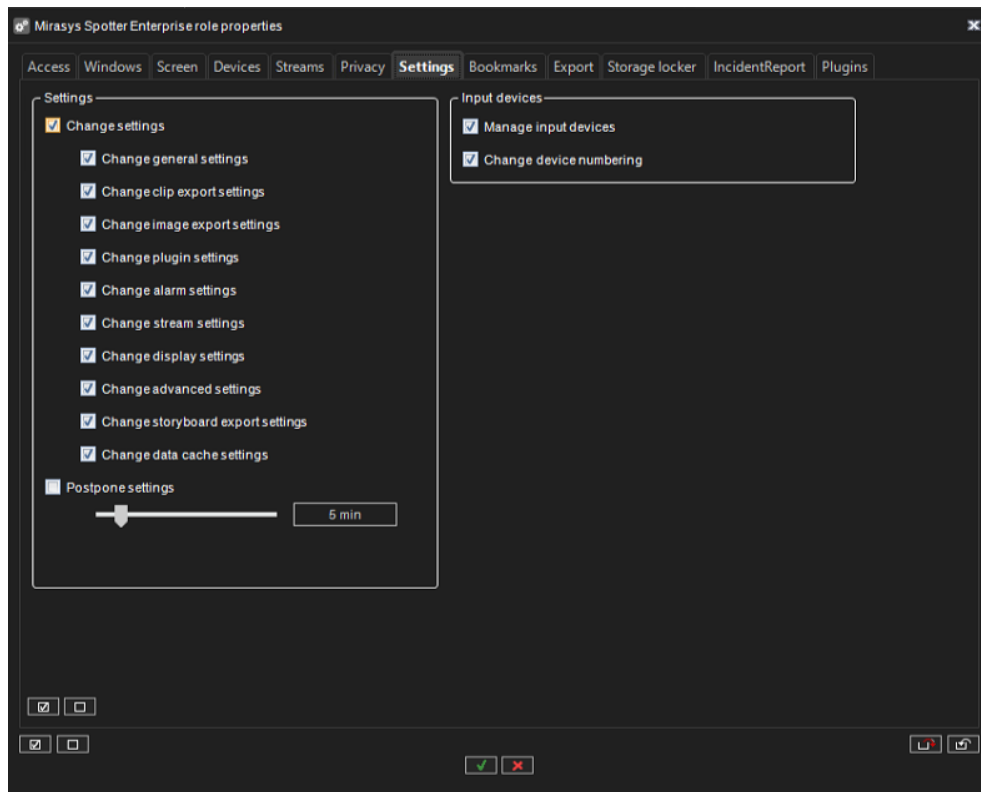 Mirasys Spotter Enterprise role properties
Access Windows Screen Devices Streams Privacy Settings Bookmarks Export Storage locker IncidentReport Plugins
Settings
Change settings
Change general settings
Change clip export settings
Change image export settings
Change plugin settings
Change alarm settings
Change stream settings
Change display settings
Change advanced settings
Change storyboard export settings
Change data cache settings
Postpone settings
5 min
Input devices
Manage input devices
Change device numbering